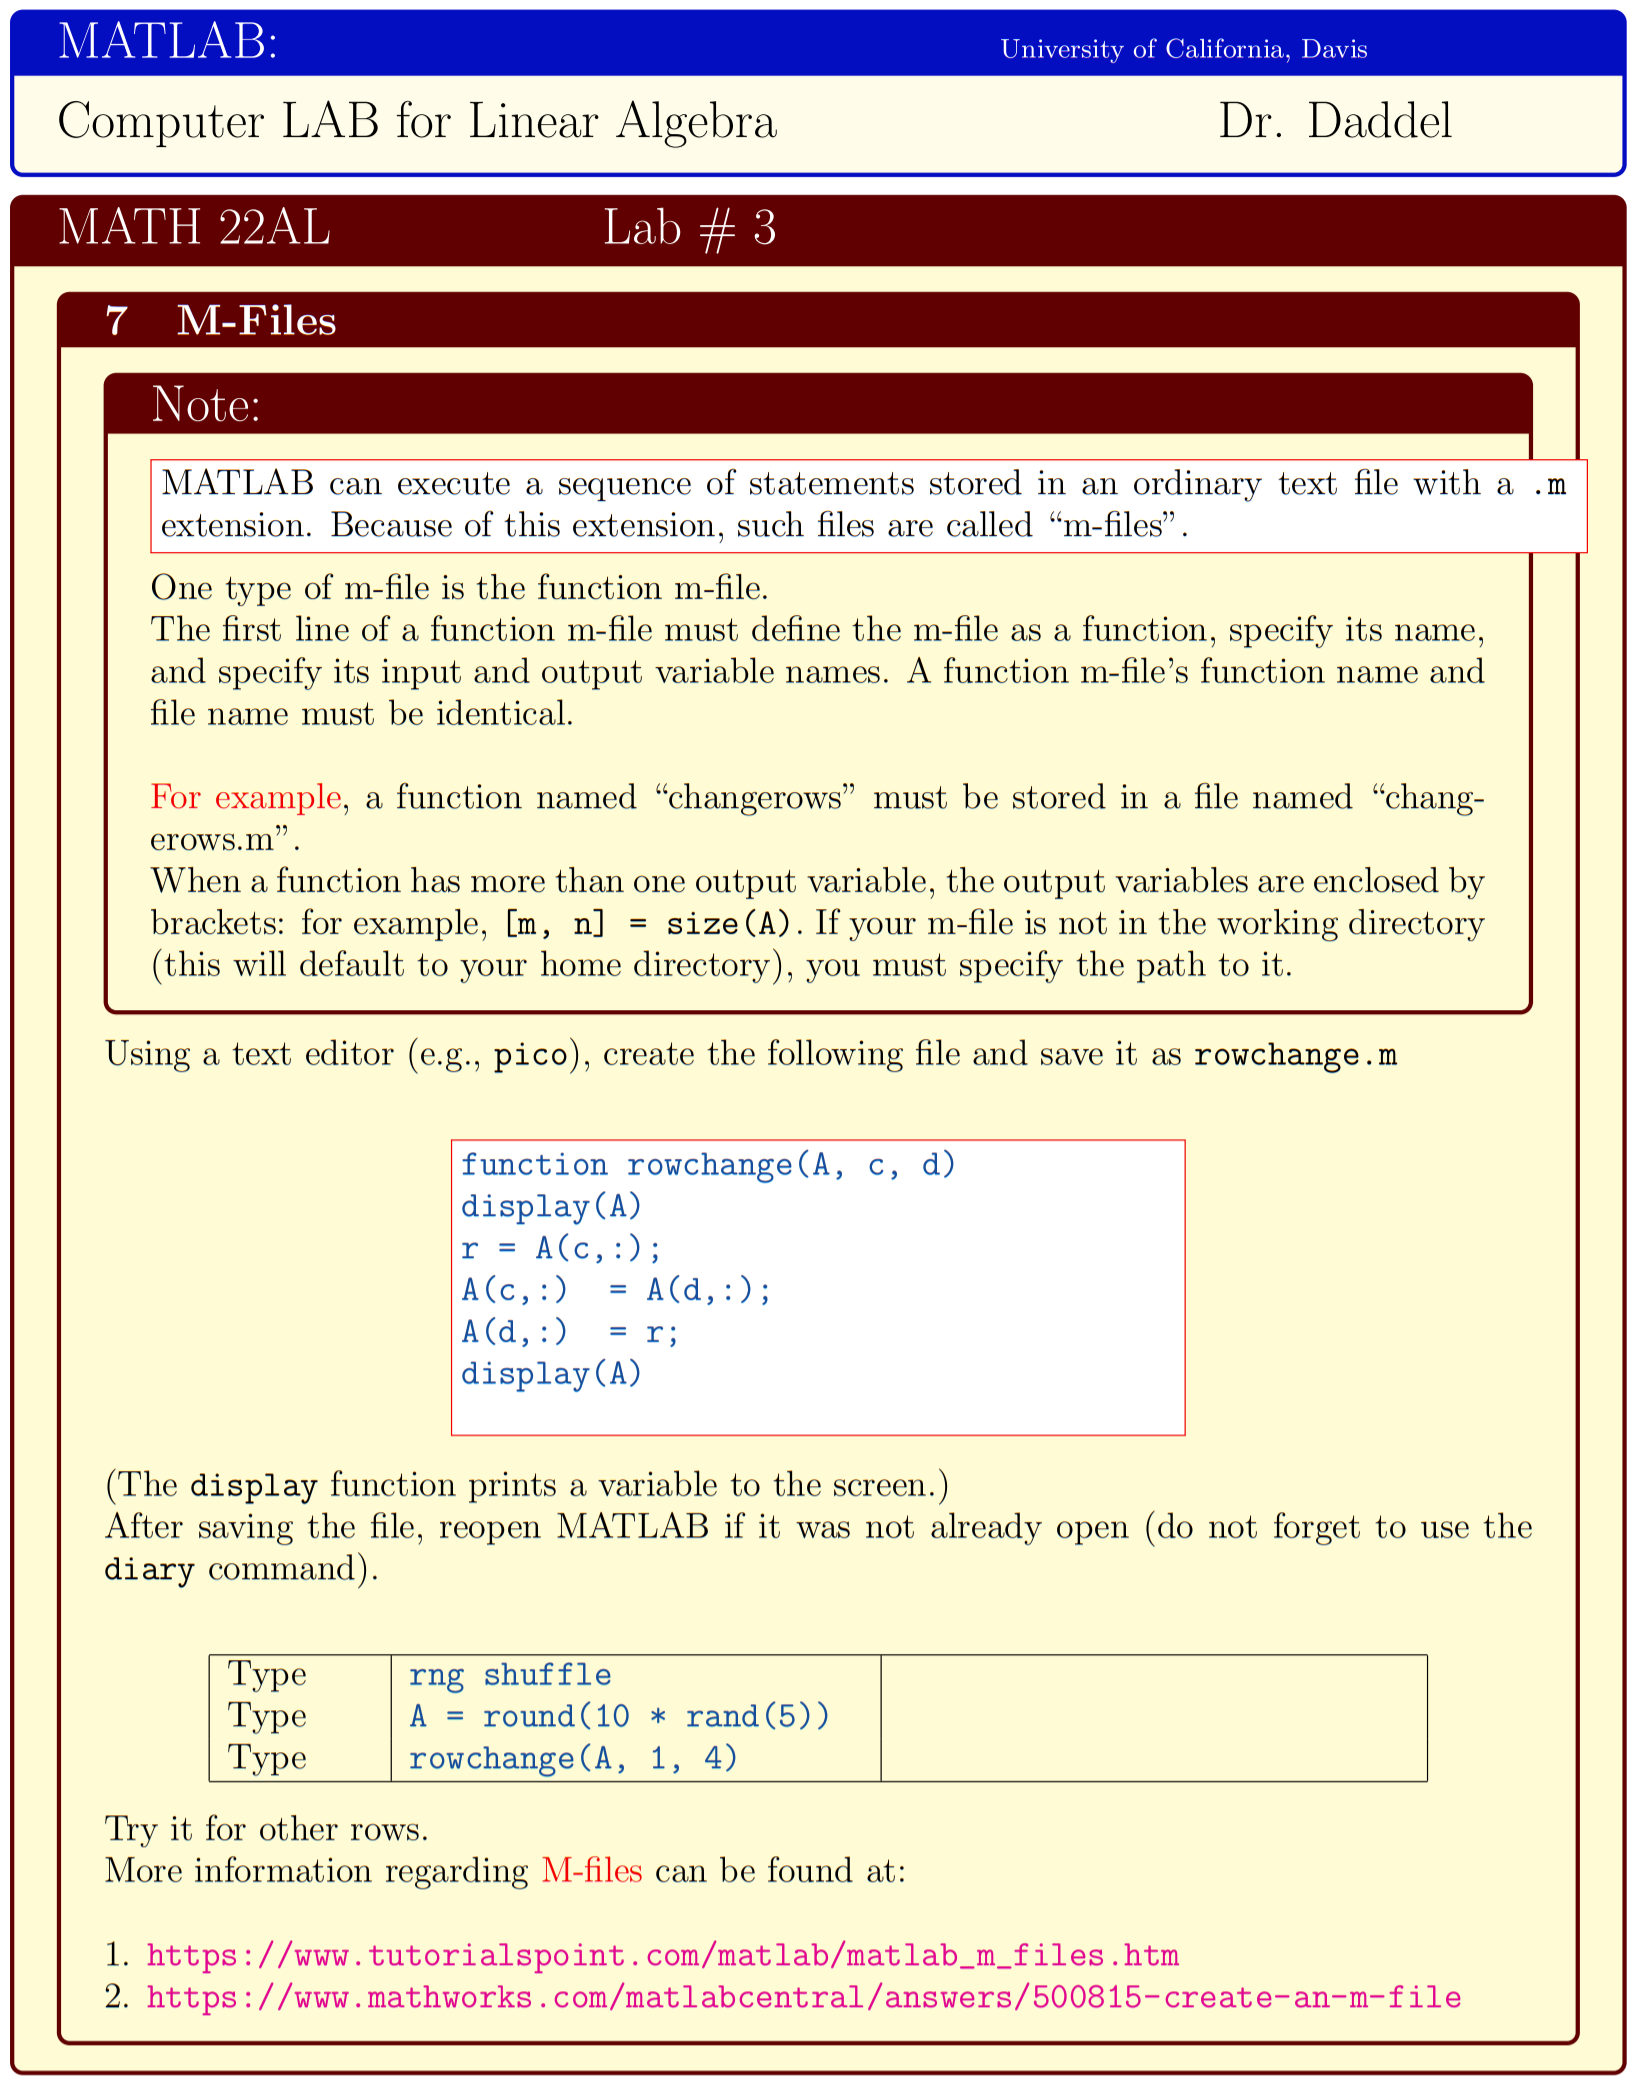 MATLAB: University of California, Davis
Computer LAB for Linear Algebra Dr. Daddel
MATH 22AL Lab # 3
7 M-Files
Note:
MATLAB can execute a sequence of statements stored in an ordinary text file with a .m
extension. Because of this extension, such files are called “m-files”.
One type of m-file is the function m-file.
The first line of a function m-file must define the m-file as a function, specify its name,
and specify its input and output variable names. A function m-file’s function name and
file name must be identical.
For example, a function named “changerows” must be stored in a file named “chang-
erows.m”.
When a function has more than one output variable, the output variables are enclosed by
brackets: for example, [m, n] = size(A). If your m-file is not in the working directory
(this will default to your home directory), you must specify the path to it.
Using a text editor (e.g., pico), create the following file and save it as rowchange.m
function rowchange(A, c, d)
display(A)
r = A(c,:);
A(c,:)  = A(d,:);
A(d,:)  = r;
display(A)
(The display function prints a variable to the screen.)
After saving the file, reopen MATLAB if it was not already open (do not forget to use the
diary command).
Type rng shuffle
Type A = round(10 * rand(5))
Type rowchange(A, 1, 4)
Try it for other rows.
More information regarding M-files can be found at:
1. https://www.tutorialspoint.com/matlab/matlab_m_files.htm
2. https://www.mathworks.com/matlabcentral/answers/500815-create-an-m-file